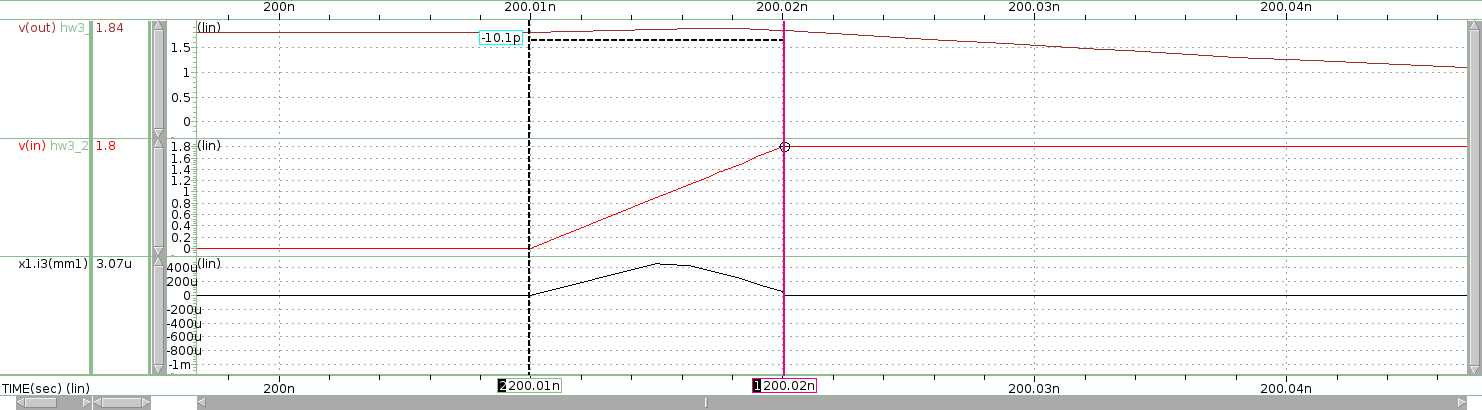 200n 200.01n 200.02n 200.03n 200.04n
v(out) hw3_ 1.84 (lin)
-10.1p
1.5
1
0.5
0
v(in) hw3_2 1.8 1.8 (lin)
1.6
1.4
1.2
1
0.8
0.6
0.4
0.2
0
x1.i3(mm1) 3.07u 400u (lin)
200u
0
-200u
-400u
-600u
-800u
-1m
TIME(sec) (lin) 200n 2 200.01n 1 200.02n 200.03n 200.04n